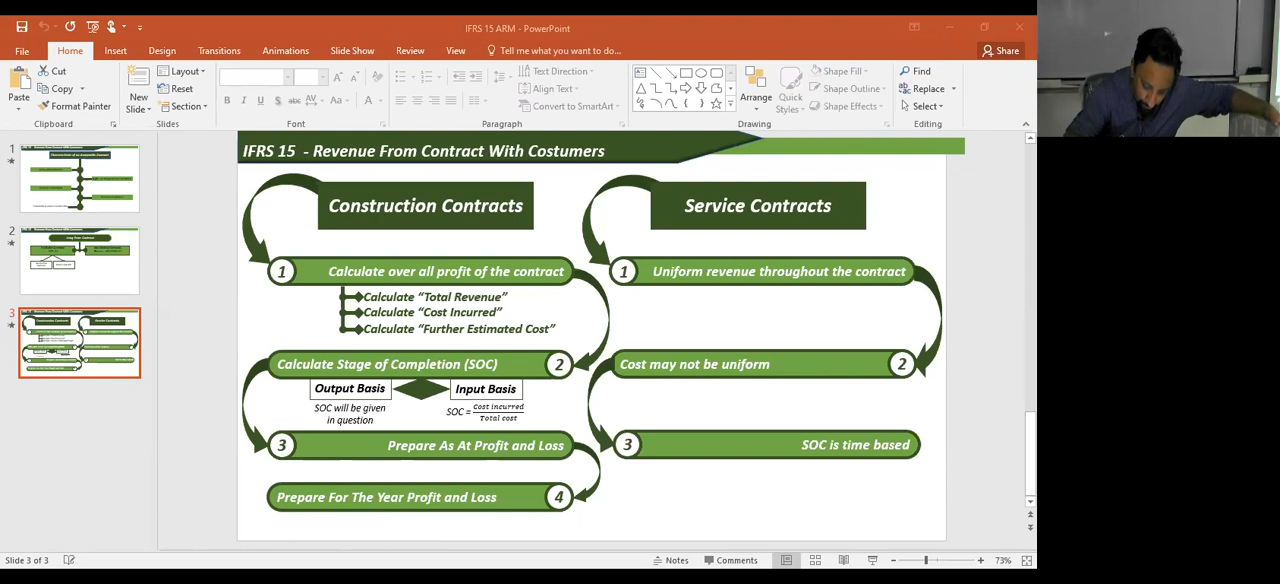 IFRS 15 ARM - PowerPoint
File Home Insert Design Transitions Animations Slide Show Review View Tell me what you want to do... Share
Paste Cut Copy Format Painter
New Slide Layout Reset Section
B I U S abc AV Aa A
Text Direction Align Text Convert to SmartArt
Arrange Quick Styles Shape Fill Shape Outline Shape Effects
Find Replace Select
Clipboard Slides Font Paragraph Drawing Editing
1
2
3
IFRS 15 - Revenue From Contract With Costumers
Construction Contracts
1 Calculate over all profit of the contract
Calculate “Total Revenue”
Calculate “Cost Incurred”
Calculate “Further Estimated Cost”
Calculate Stage of Completion (SOC) 2
Output Basis
SOC will be given
in question
Input Basis
SOC = Cost incurred
Total cost
3 Prepare As At Profit and Loss
Prepare For The Year Profit and Loss 4
Service Contracts
1 Uniform revenue throughout the contract
Cost may not be uniform 2
3 SOC is time based
Slide 3 of 3 Notes Comments 73%